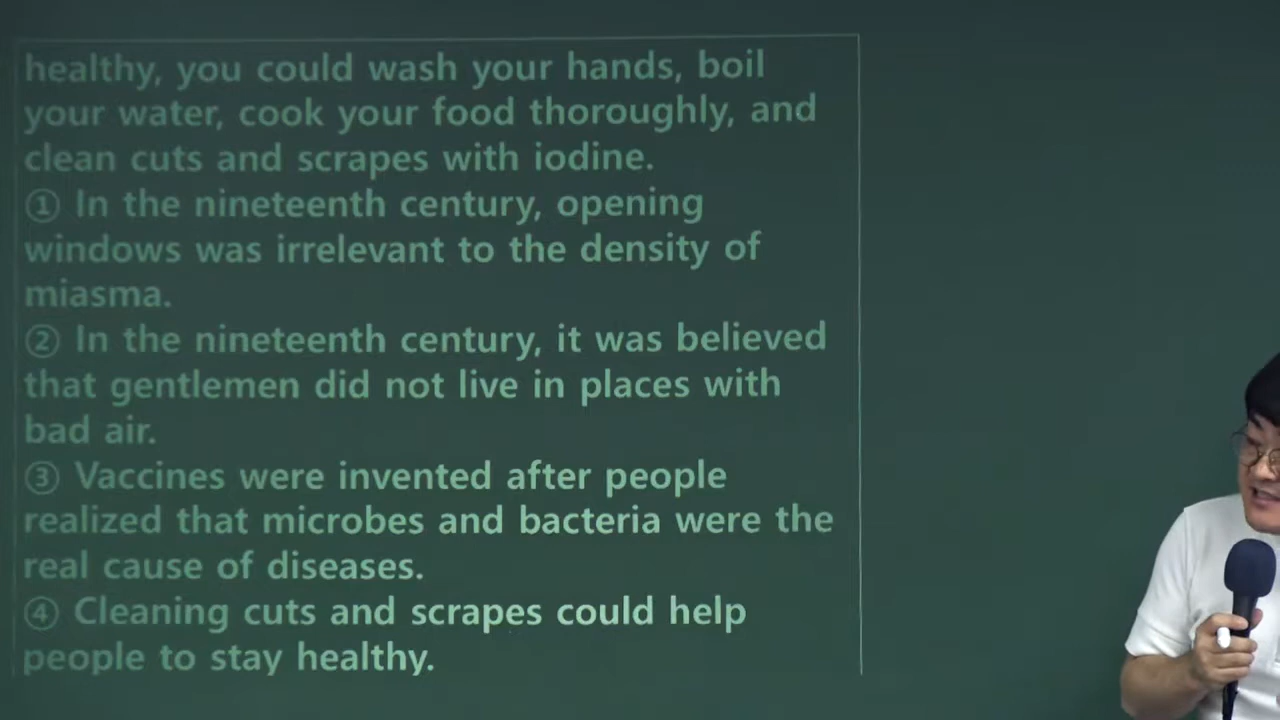 healthy, you could wash your hands, boil
your water, cook your food thoroughly, and
clean cuts and scrapes with iodine.
① In the nineteenth century, opening
windows was irrelevant to the density of
miasma.
② In the nineteenth century, it was believed
that gentlemen did not live in places with
bad air.
③ Vaccines were invented after people
realized that microbes and bacteria were the
real cause of diseases.
④ Cleaning cuts and scrapes could help
people to stay healthy.